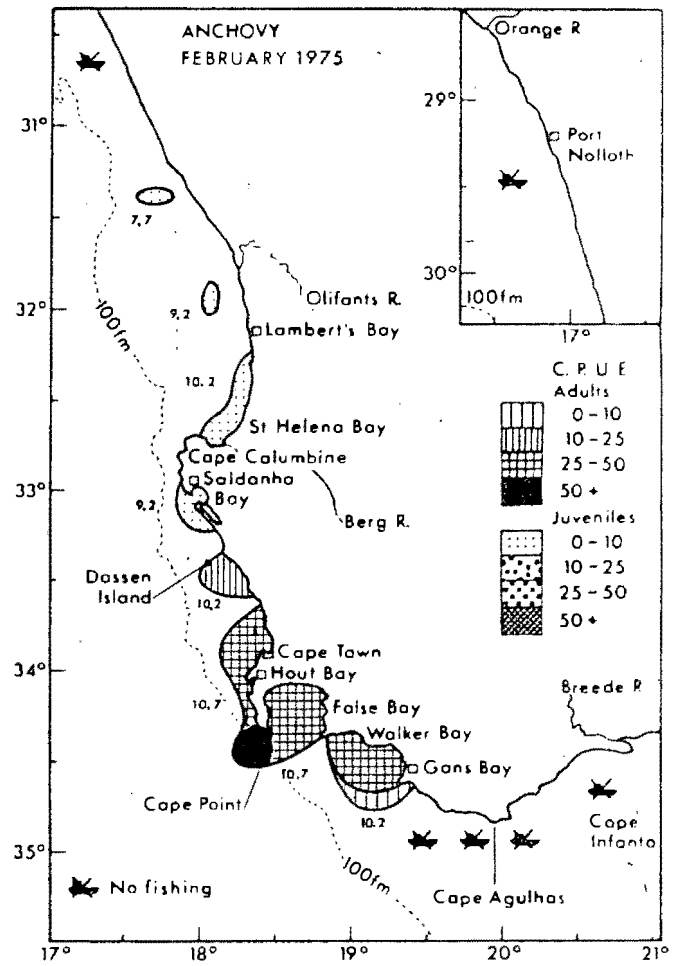 ANCHOVY
FEBRUARY 1975
Orange R
29°
Port
Nolloth
30°
100fm
17°
31°
7,7
32°
9,2
100fm
Olifants R.
Lambert's Bay
10,2
St Helena Bay
Cape Calumbine
Saldanha
Bay
33°
9,2
Berg R.
Dassen
Island
10,2
Cape Town
34°
Hout Bay
10,7
False Bay
Walker Bay
Gans Bay
Breede R
Cape Point
10,7
10.2
Cape
Infanta
35°
100fm
No fishing
Cape Agulhas
17°
18°
19°
20°
21°
C. P. U E
Adults
0-10
10-25
25-50
50+
Juveniles
0-10
10-25
25-50
50+